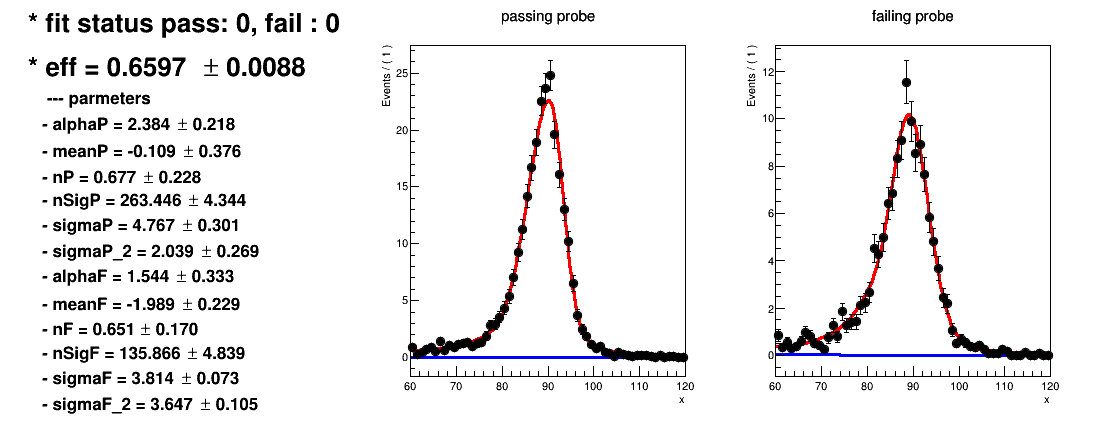 * fit status pass: 0, fail : 0
* eff = 0.6597 ± 0.0088
--- parmeters
- alphaP = 2.384 ± 0.218
- meanP = -0.109 ± 0.376
- nP = 0.677 ± 0.228
- nSigP = 263.446 ± 4.344
- sigmaP = 4.767 ± 0.301
- sigmaP_2 = 2.039 ± 0.269
- alphaF = 1.544 ± 0.333
- meanF = -1.989 ± 0.229
- nF = 0.651 ± 0.170
- nSigF = 135.866 ± 4.839
- sigmaF = 3.814 ± 0.073
- sigmaF_2 = 3.647 ± 0.105
passing probe
Events / ( 1 )
25
20
15
10
5
0
60 70 80 90 100 110 120
x
failing probe
Events / ( 1 )
12
10
8
6
4
2
0
60 70 80 90 100 110 120
x